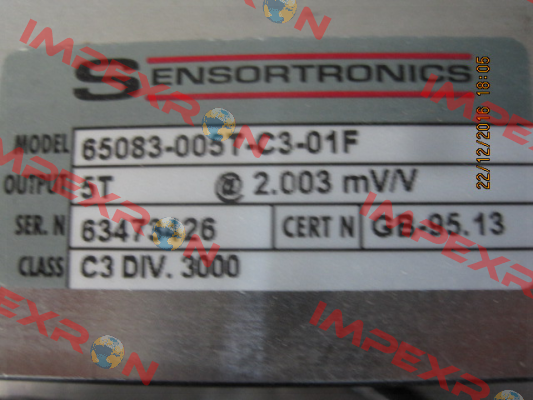 SENSORTRONICS
MODEL 65083-005T-C3-01F
OUTPUT 5T @ 2.003 mV/V
SER. N CERT N GB-95.13
CLASS C3 DIV. 3000
22/12/2016 18:05
IMPEXRON
IMPEXRON
IMPEXRON
IMPEXRON